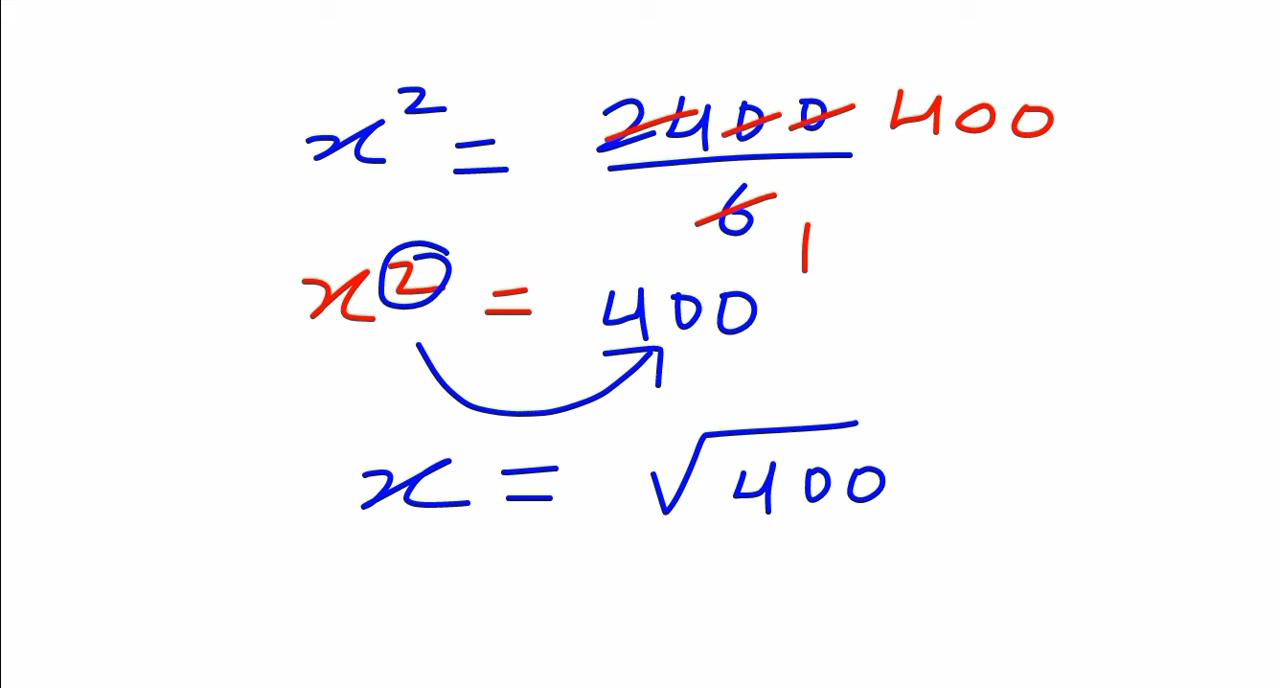 x² = 2400/6 400
1
x² = 400
x = √400